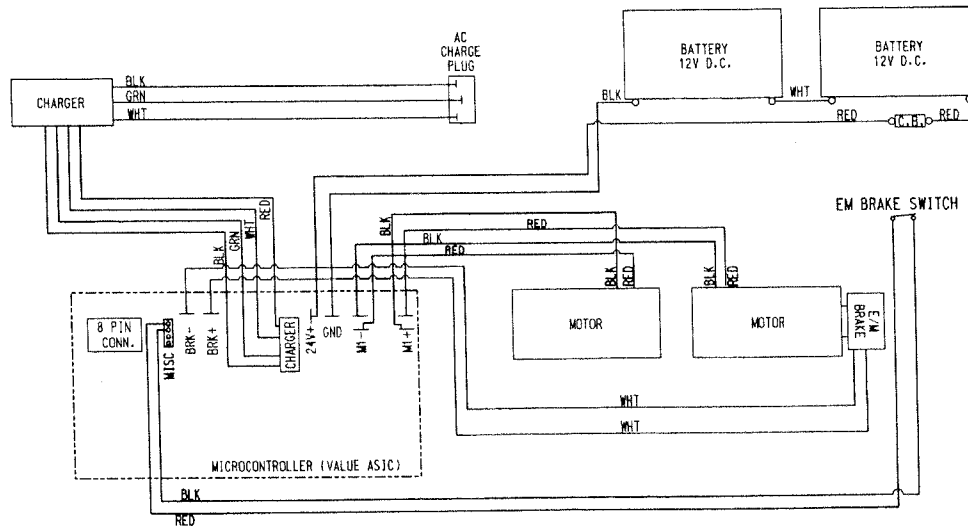 AC
CHARGE
PLUG
BATTERY
12V D.C.
BATTERY
12V D.C.
CHARGER
BLK
GRN
WHT
BLK
WHT
RED
C.B.
RED
EM BRAKE SWITCH
RED
WHT
GRN
BLK
BLK
RED
BLK
RED
BLK
RED
BLK
RED
MOTOR
MOTOR
E/M
BRAKE
8 PIN
CONN.
MISC
BRK-
BRK+
CHARGER
24V+
GND
M1-
M1+
WHT
WHT
MICROCONTROLLER (VALUE ASIC)
BLK
RED